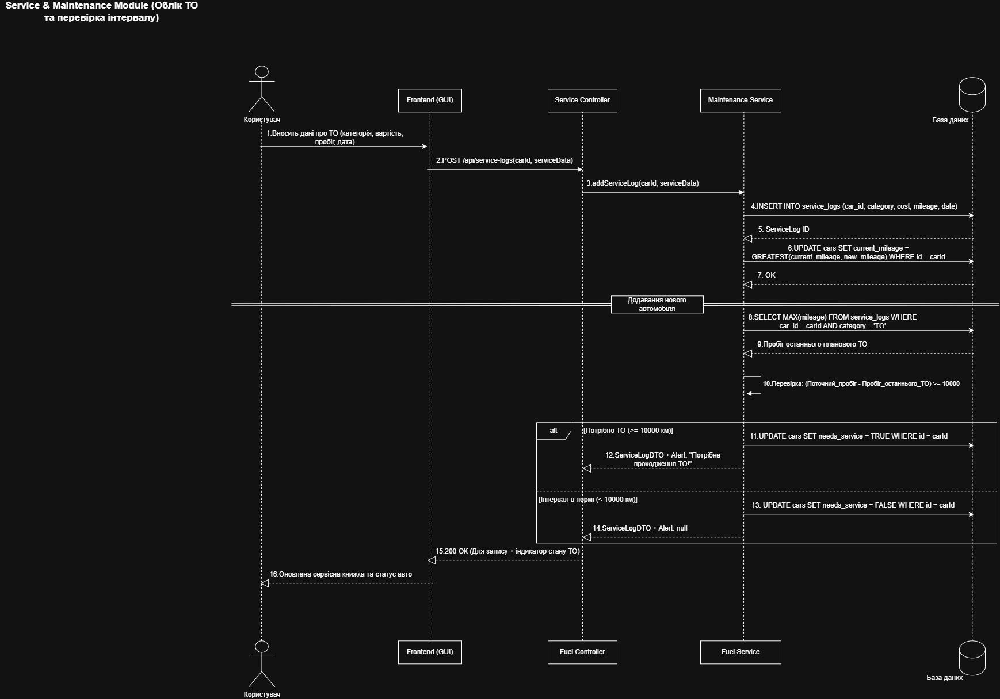 Service & Maintenance Module (Облік ТО
та перевірка інтервалу)
Користувач
Frontend (GUI)
Service Controller
Maintenance Service
База даних
1.Вносить дані про ТО (категорія, вартість,
пробіг, дата)
2.POST /api/service-logs(carId, serviceData)
3.addServiceLog(carId, serviceData)
4.INSERT INTO service_logs (car_id, category, cost, mileage, date)
5. ServiceLog ID
6.UPDATE cars SET current_mileage =
GREATEST(current_mileage, new_mileage) WHERE id = carId
7. OK
Додавання нового
автомобіля
8.SELECT MAX(mileage) FROM service_logs WHERE
car_id = carId AND category = 'TO'
9.Пробіг останнього планового ТО
10.Перевірка: (Поточний_пробіг - Пробіг_останнього_ТО) >= 10000
alt
[Потрібно ТО (>= 10000 км)]
11.UPDATE cars SET needs_service = TRUE WHERE id = carId
12.ServiceLogDTO + Alert: "Потрібне
проходження ТО!"
[Інтервал в нормі (< 10000 км)]
13. UPDATE cars SET needs_service = FALSE WHERE id = carId
14.ServiceLogDTO + Alert: null
15.200 OK (Для запису + індикатор стану ТО)
16.Оновлена сервісна книжка та статус авто
Frontend (GUI)
Fuel Controller
Fuel Service
База даних
Користувач